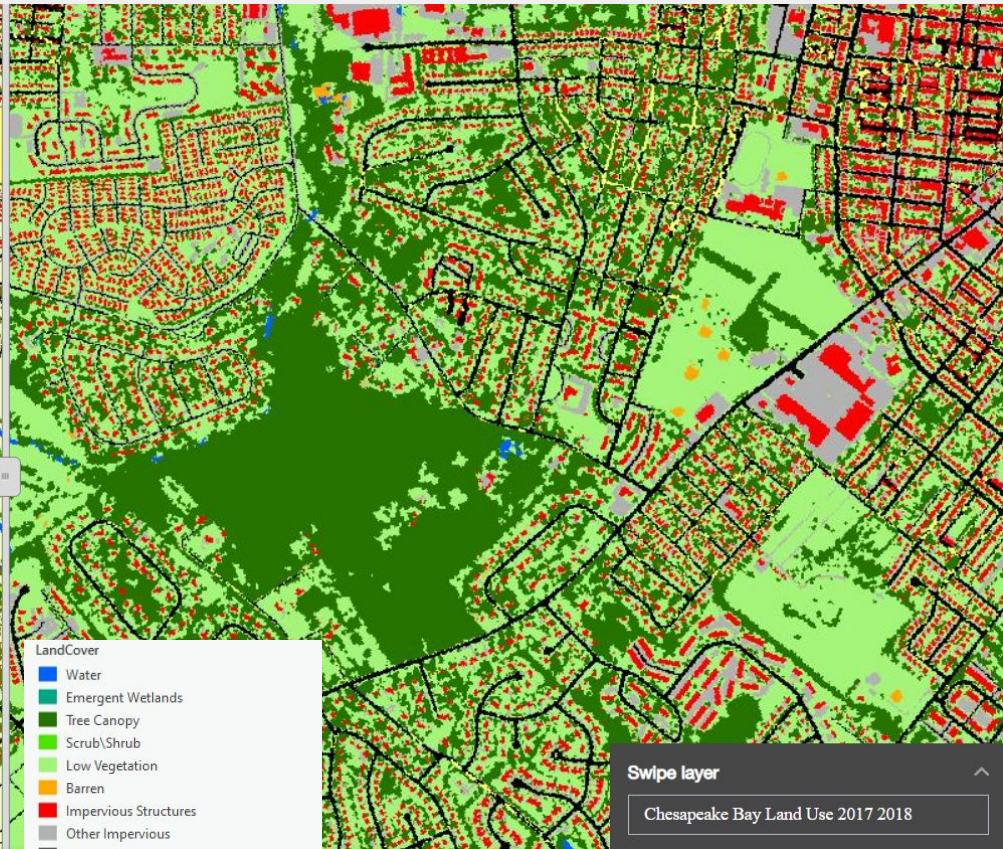 LandCover
Water
Emergent Wetlands
Tree Canopy
Scrub\Shrub
Low Vegetation
Barren
Impervious Structures
Other Impervious
Swipe layer
Chesapeake Bay Land Use 2017 2018